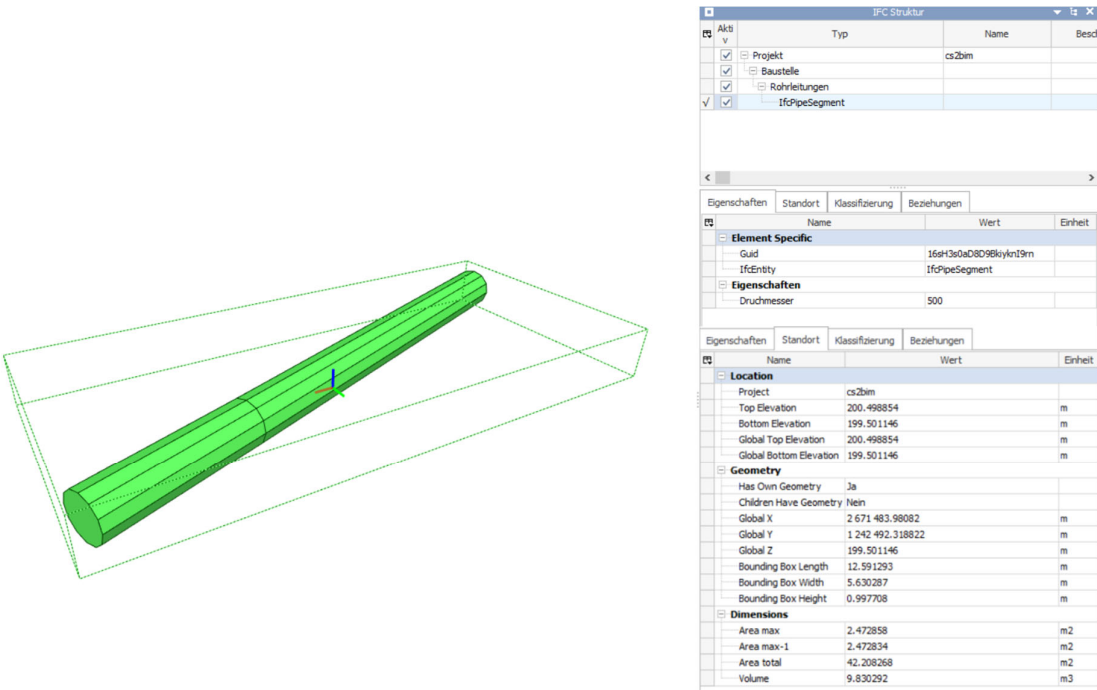 IFC Struktur
Akti
v
Typ Name Besch
Projekt cs2bim
Baustelle
Rohrleitungen
IfcPipeSegment
Eigenschaften Standort Klassifizierung Beziehungen
Name Wert Einheit
Element Specific
Guid 16sH3s0aD8D9BkiyknI9rn
IfcEntity IfcPipeSegment
Eigenschaften
Druchmesser 500
Eigenschaften Standort Klassifizierung Beziehungen
Name Wert Einheit
Location
Project cs2bim
Top Elevation 200.498854 m
Bottom Elevation 199.501146 m
Global Top Elevation 200.498854 m
Global Bottom Elevation 199.501146 m
Geometry
Has Own Geometry Ja
Children Have Geometry Nein
Global X 2 671 483.98082 m
Global Y 1 242 492.318822 m
Global Z 199.501146 m
Bounding Box Length 12.591293 m
Bounding Box Width 5.630287 m
Bounding Box Height 0.997708 m
Dimensions
Area max 2.472858 m2
Area max-1 2.472834 m2
Area total 42.208268 m2
Volume 9.830292 m3